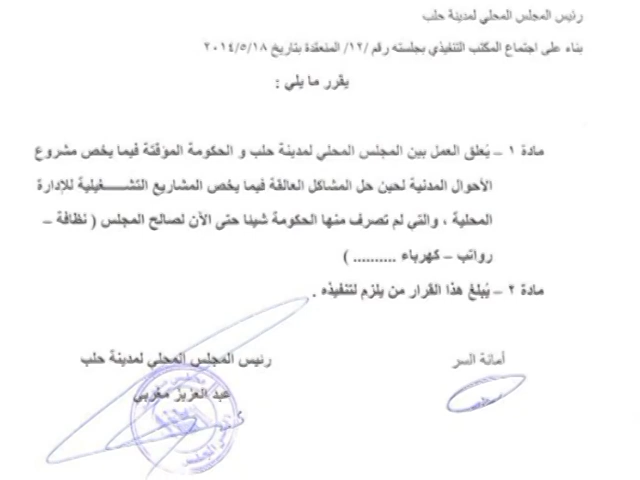 رئيس المجلس المحلي لمدينة حلب
بناء على اجتماع المكتب التنفيذي بجلسته رقم /١٢/ المنعقدة بتاريخ ٢٠١٤/٥/١٨
يقرر ما يلي :
مادة ١ – يُعلق العمل بين المجلس المحلي لمدينة حلب و الحكومة المؤقتة فيما يخص مشروع
الأحوال المدنية لحين حل المشاكل العالقة فيما يخص المشاريع التشـــــغيلية للإدارة
المحلية ، والتي لم تصرف منها الحكومة شيئا حتى الأن لصالح المجلس ( نظافة –
رواتب – كهرباء .......... )
مادة ٢ – يُبلغ هذا القرار من يلزم لتنفيذه .
أمانة السر
رئيس المجلس المحلي لمدينة حلب
عبد العزيز مغربي